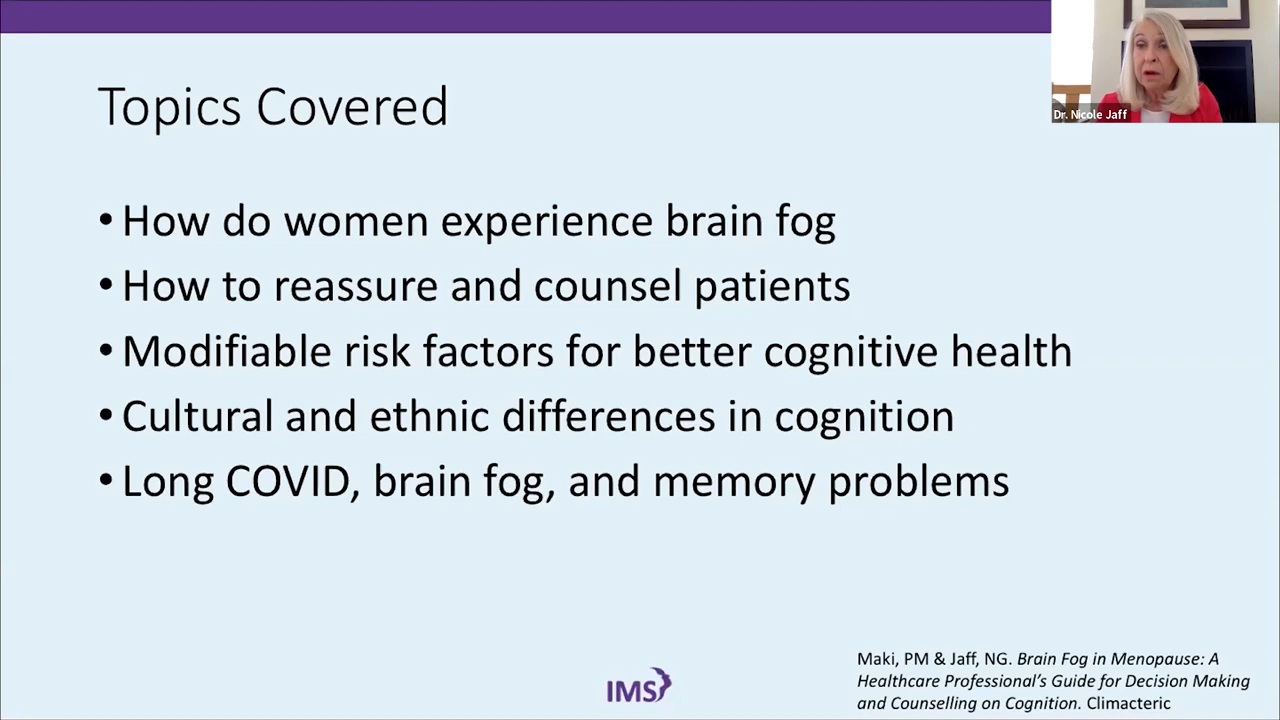 Topics Covered
• How do women experience brain fog
• How to reassure and counsel patients
• Modifiable risk factors for better cognitive health
• Cultural and ethnic differences in cognition
• Long COVID, brain fog, and memory problems
Dr. Nicole Jaff
IMS
Maki, PM & Jaff, NG. Brain Fog in Menopause: A
Healthcare Professional’s Guide for Decision Making
and Counselling on Cognition. Climacteric